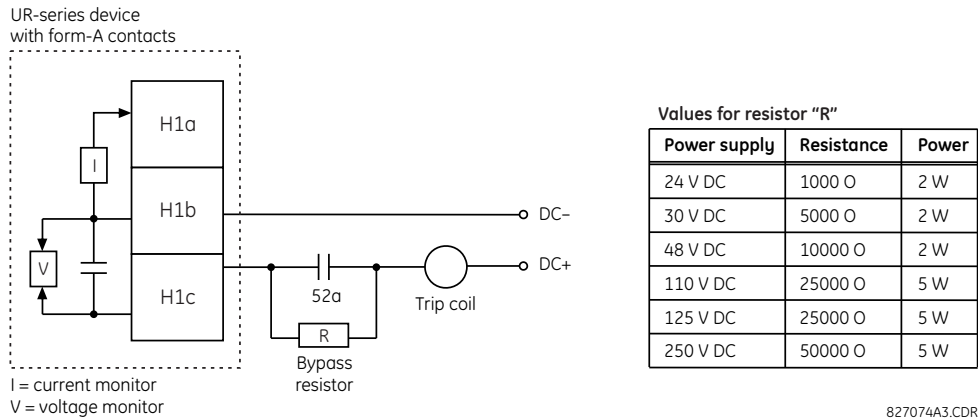 UR-series device
with form-A contacts
H1a
I
H1b
DC–
V
H1c
52a
DC+
Trip coil
R
Bypass
resistor
I = current monitor
V = voltage monitor
Values for resistor “R”
Power supply Resistance Power
24 V DC 1000 O 2 W
30 V DC 5000 O 2 W
48 V DC 10000 O 2 W
110 V DC 25000 O 5 W
125 V DC 25000 O 5 W
250 V DC 50000 O 5 W
827074A3.CDR